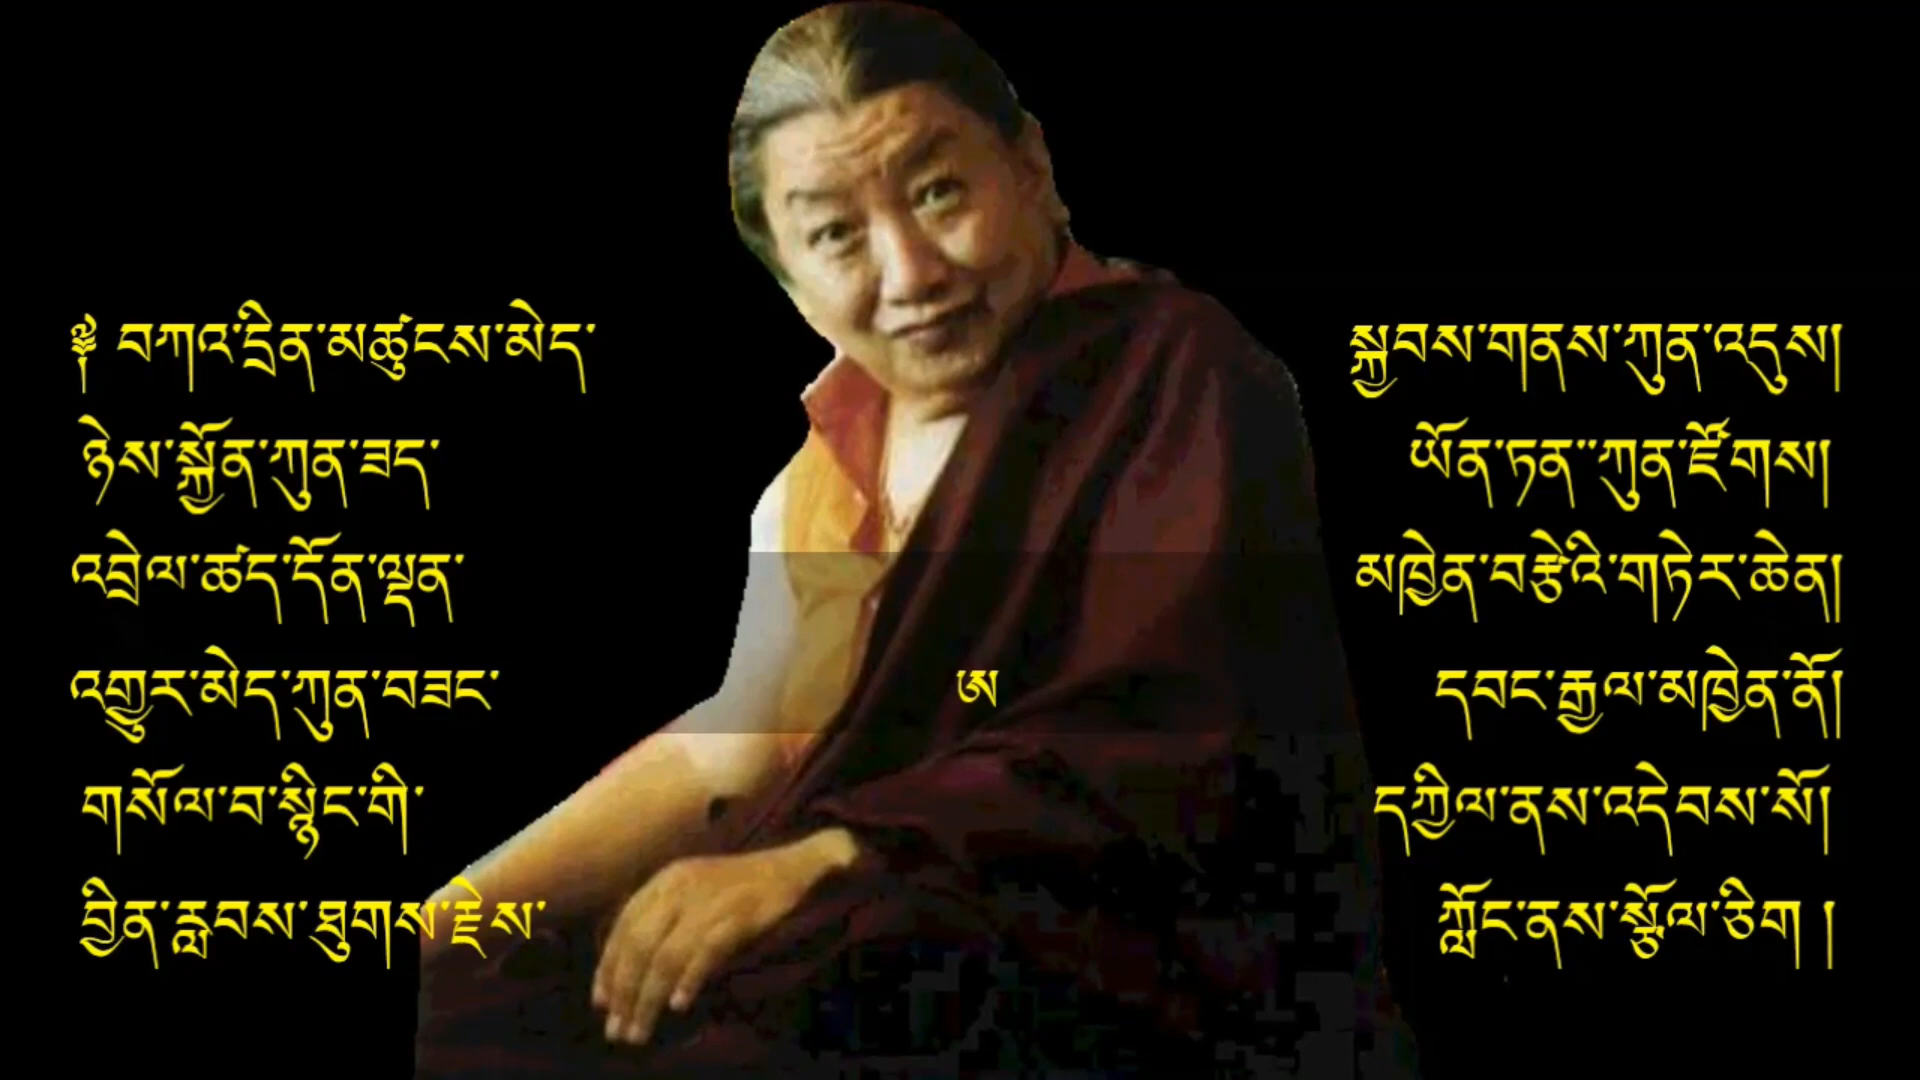 ༈ བཀའ་དྲིན་མཚུངས་མེད་ སྐྱབས་གནས་ཀུན་འདུས།
ཉེས་སྐྱོན་ཀུན་ཟད་ ཡོན་ཏན་་ཀུན་རྫོགས།
འབྲེལ་ཚད་དོན་ལྡན་ མཁྱེན་བརྩེའི་གཏེར་ཆེན།
འགྱུར་མེད་ཀུན་བཟང་ དབང་རྒྱལ་མཁྱེན་ནོ།
ཨ
གསོལ་བ་སྙིང་གི་ དཀྱིལ་ནས་འདེབས་སོ།
བྱིན་རླབས་ཐུགས་རྗེས་ ཀློང་ནས་སྩོལ་ཅིག །